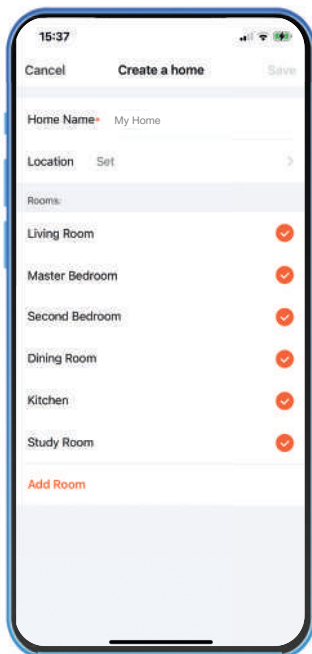 15:37
Cancel Create a home Save
Home Name* My Home
Location Set
Rooms:
Living Room
Master Bedroom
Second Bedroom
Dining Room
Kitchen
Study Room
Add Room